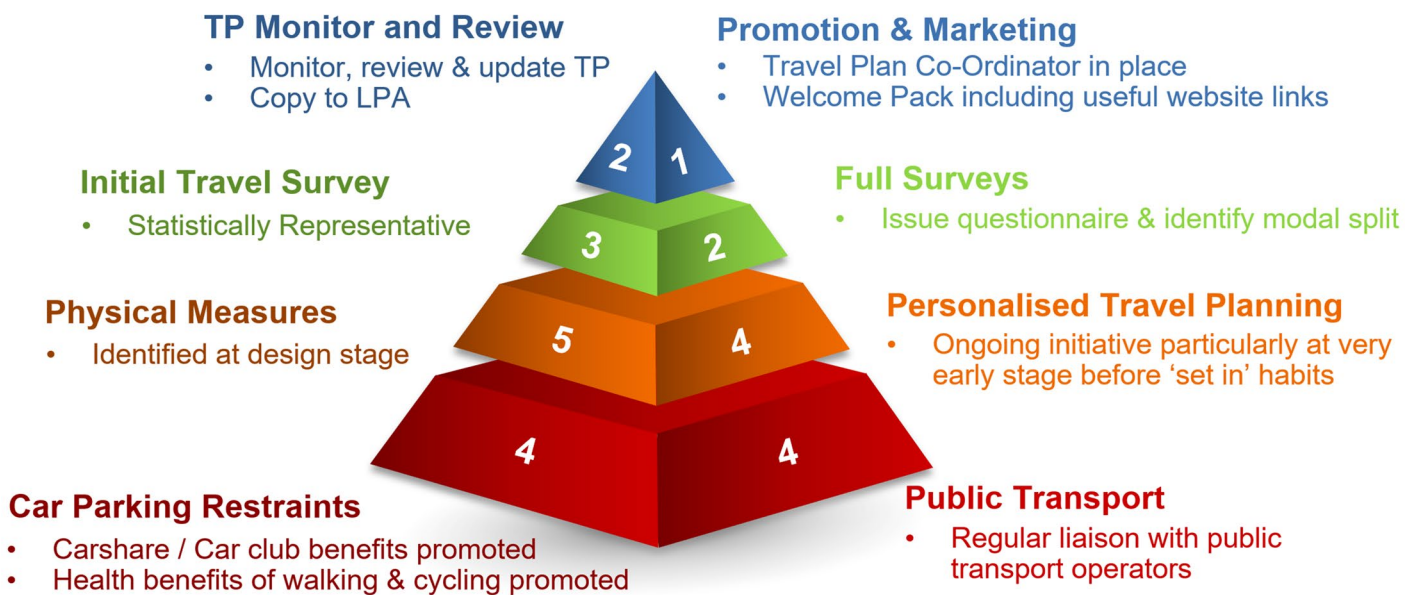 TP Monitor and Review
• Monitor, review & update TP
• Copy to LPA
Promotion & Marketing
• Travel Plan Co-Ordinator in place
• Welcome Pack including useful website links
2
1
Initial Travel Survey
• Statistically Representative
Full Surveys
• Issue questionnaire & identify modal split
3
2
Physical Measures
• Identified at design stage
Personalised Travel Planning
• Ongoing initiative particularly at very
early stage before ‘set in’ habits
5
4
4
4
Car Parking Restraints
• Carshare / Car club benefits promoted
• Health benefits of walking & cycling promoted
Public Transport
• Regular liaison with public
transport operators